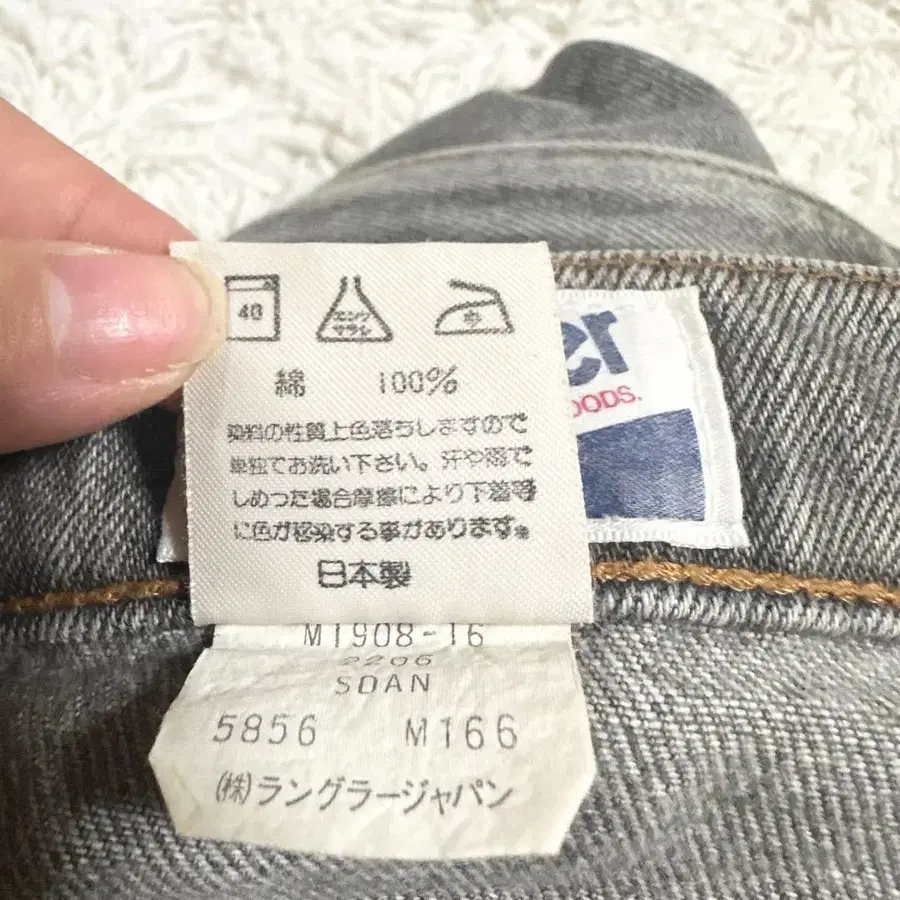 40 エンソサラシ 中
er
綿 100%
OODS.
染料の性質上色落ちしますので
単独でお洗い下さい。汗や雨で
しめった場合摩擦により下着等
に色が移染する事があります。
日本製
M1908-16
2206
SOAN
5856 M166
(株)ラングラージャパン